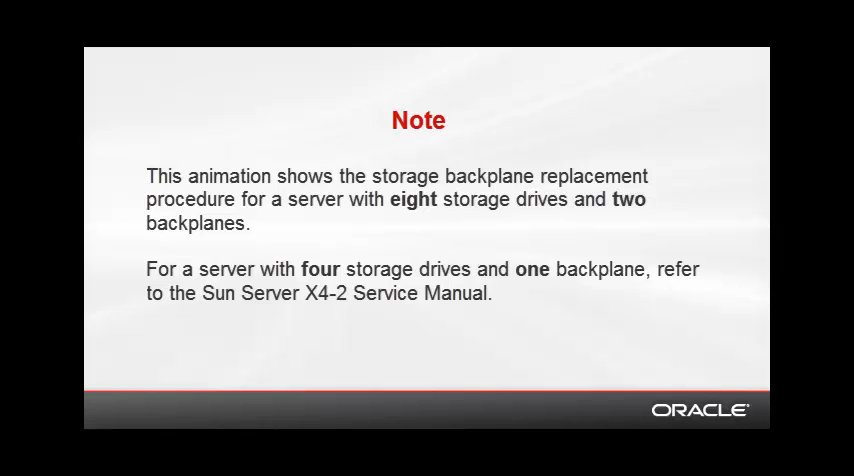 Note
This animation shows the storage backplane replacement
procedure for a server with eight storage drives and two
backplanes.
For a server with four storage drives and one backplane, refer
to the Sun Server X4-2 Service Manual.
ORACLE®